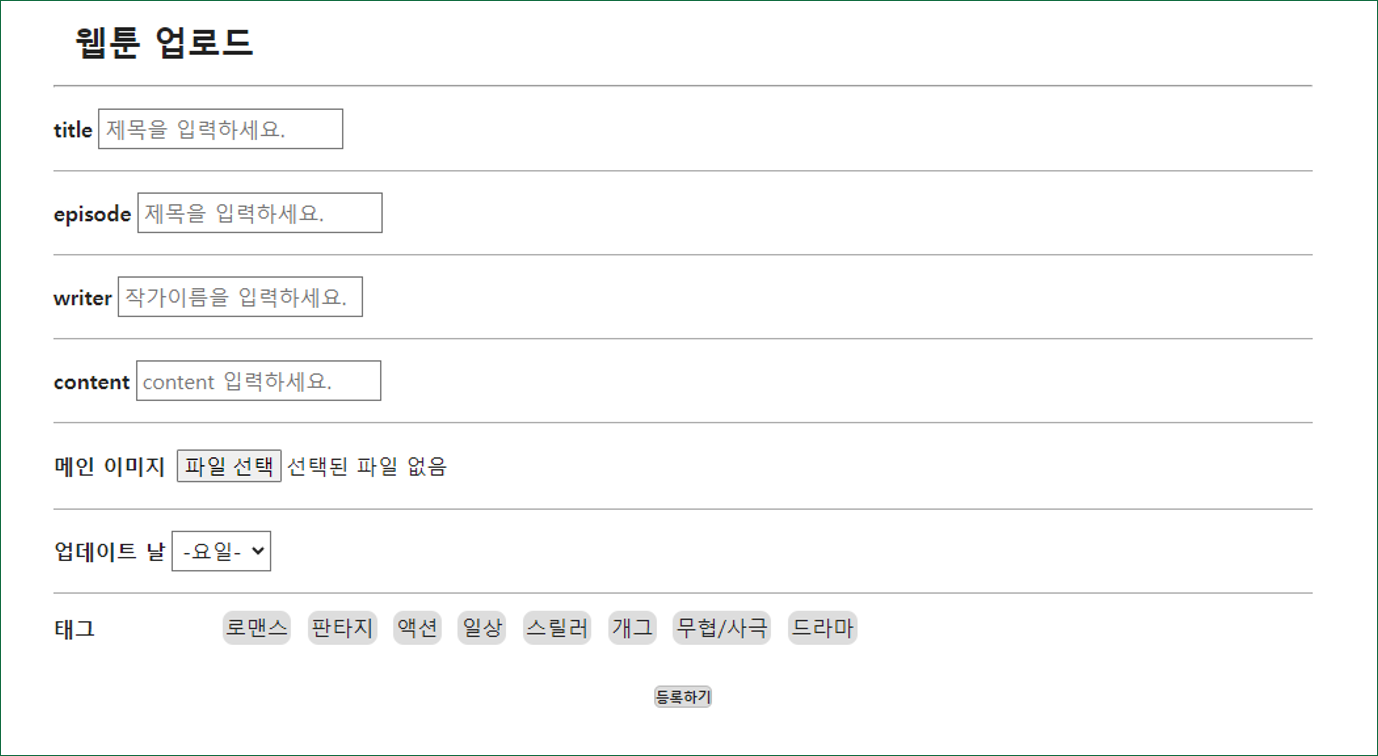 웹툰 업로드
title 제목을 입력하세요.
episode 제목을 입력하세요.
writer 작가이름을 입력하세요.
content content 입력하세요.
메인 이미지 파일 선택 선택된 파일 없음
업데이트 날 -요일-
태그 로맨스 판타지 액션 일상 스릴러 개그 무협/사극 드라마
등록하기